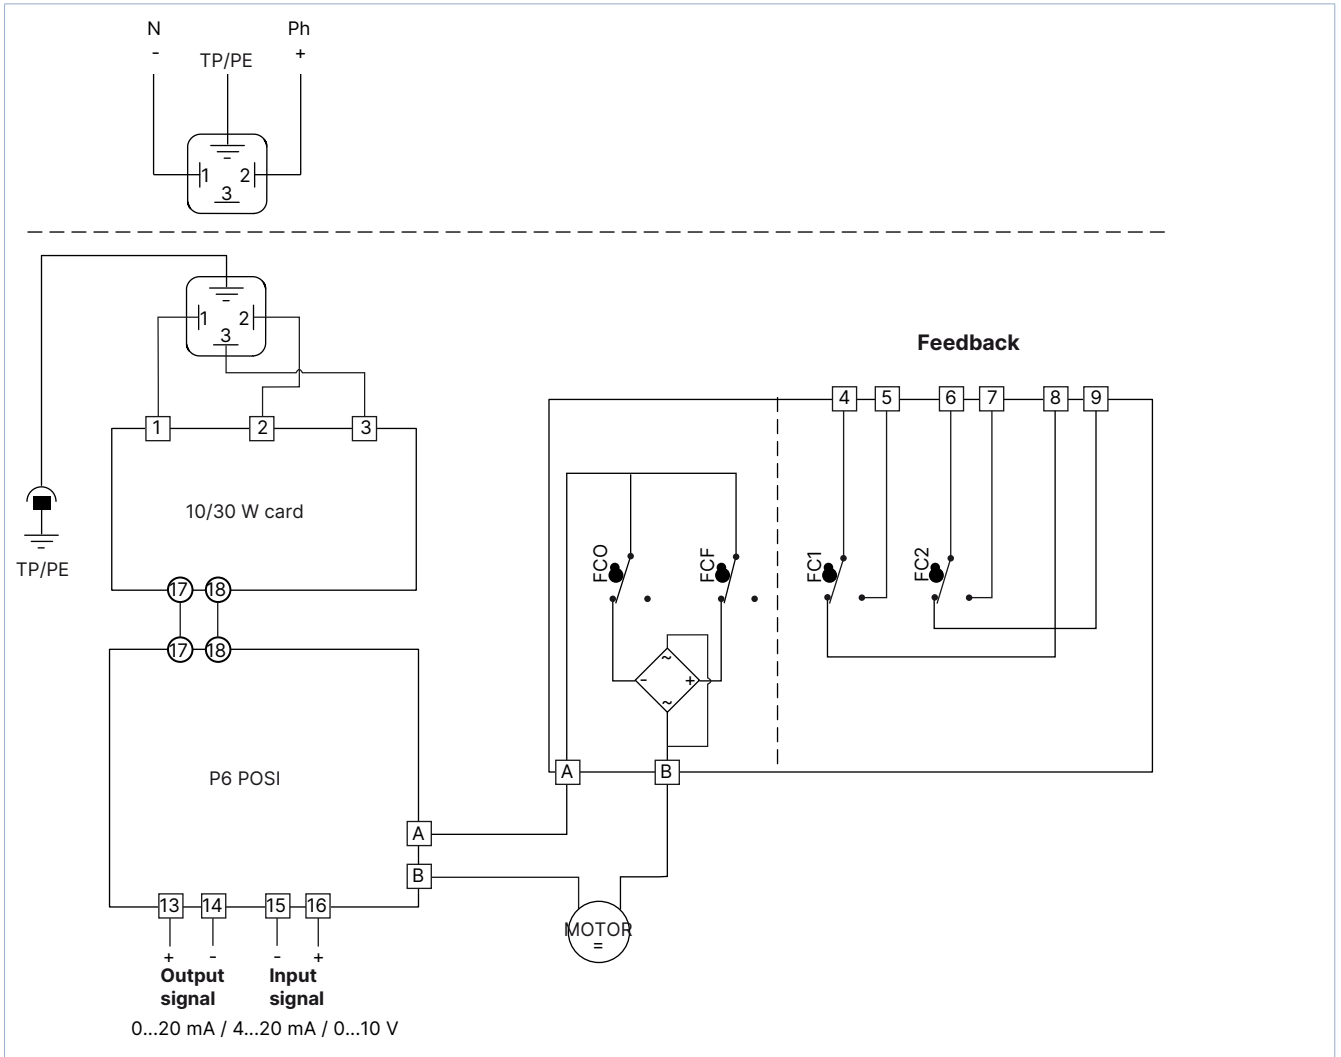 N
Ph
-
TP/PE
+
1
2
3
1
2
3
Feedback
4
5
6
7
8
9
1
2
3
10/30 W card
TP/PE
FCO
FCF
FC1
FC2
17
18
17
18
~
-
+
~
P6 POSI
A
B
A
B
13
14
15
16
MOTOR
=
+
-
-
+
Output
signal
Input
signal
0...20 mA / 4...20 mA / 0...10 V